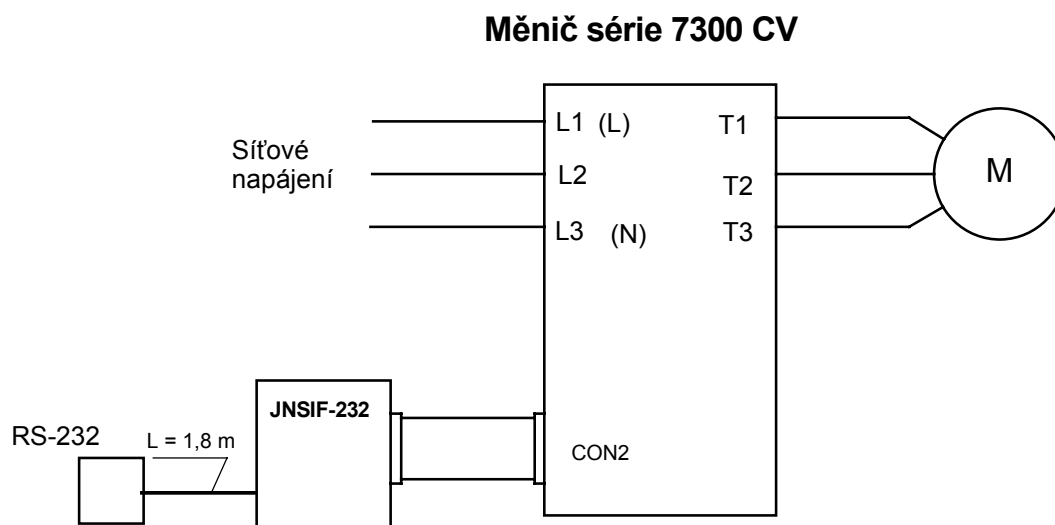 Měnič série 7300 CV
L1 (L) T1
Síťové
napájení
L2 T2
M
L3 (N) T3
JNSIF-232
RS-232
L = 1,8 m
CON2